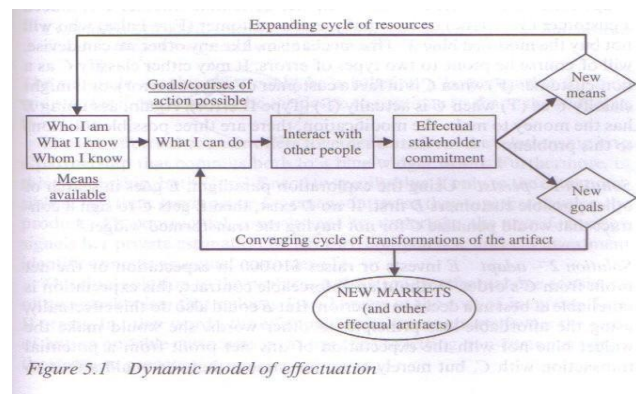 Expanding cycle of resources
Goals/courses of
action possible
New
means
Who I am
What I know
Whom I know
What I can do
Interact with
other people
Effectual
stakeholder
commitment
Means
available
New
goals
Converging cycle of transformations of the artifact
NEW MARKETS
(and other
effectual artifacts)
Figure 5.1 Dynamic model of effectuation